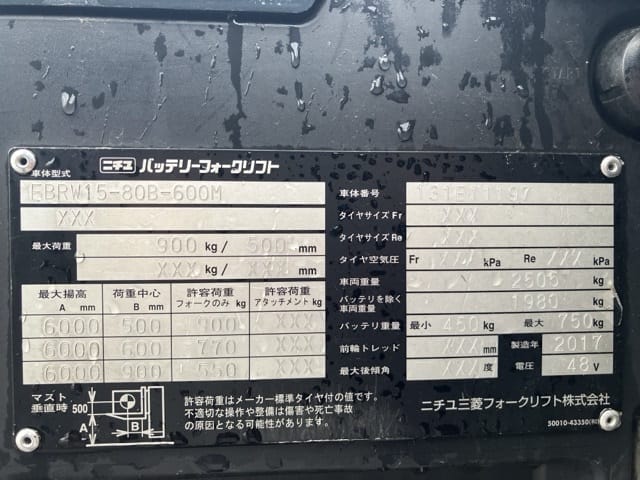 ニチユ バッテリーフォークリフト
車体型式
FBRW15-80B-600M
XXX
最大荷重 900 kg/ 500 mm
XXX kg/ XXX mm
最大揚高 A mm 荷重中心 B mm 許容荷重 フォークのみ kg 許容荷重 アタッチメント kg
6000 500 900 XXX
6000 600 770 XXX
6000 900 550 XXX
マスト垂直時 500 A B
許容荷重はメーカー標準タイヤ付の値です。
不適切な操作や整備は傷害や死亡事故
の原因となる可能性があります。
車体番号
タイヤサイズ Fr XXX
タイヤサイズ Re XXX
タイヤ空気圧 Fr XXX kPa Re XXX kPa
車両重量 2505 kg
バッテリを除く車両重量 1980 kg
バッテリ重量 最小 450 kg 最大 750 kg
前輪トレッド XXX mm 製造年 2017
最大後傾角 XXX 度 電圧 48 V
ニチユ三菱フォークリフト株式会社